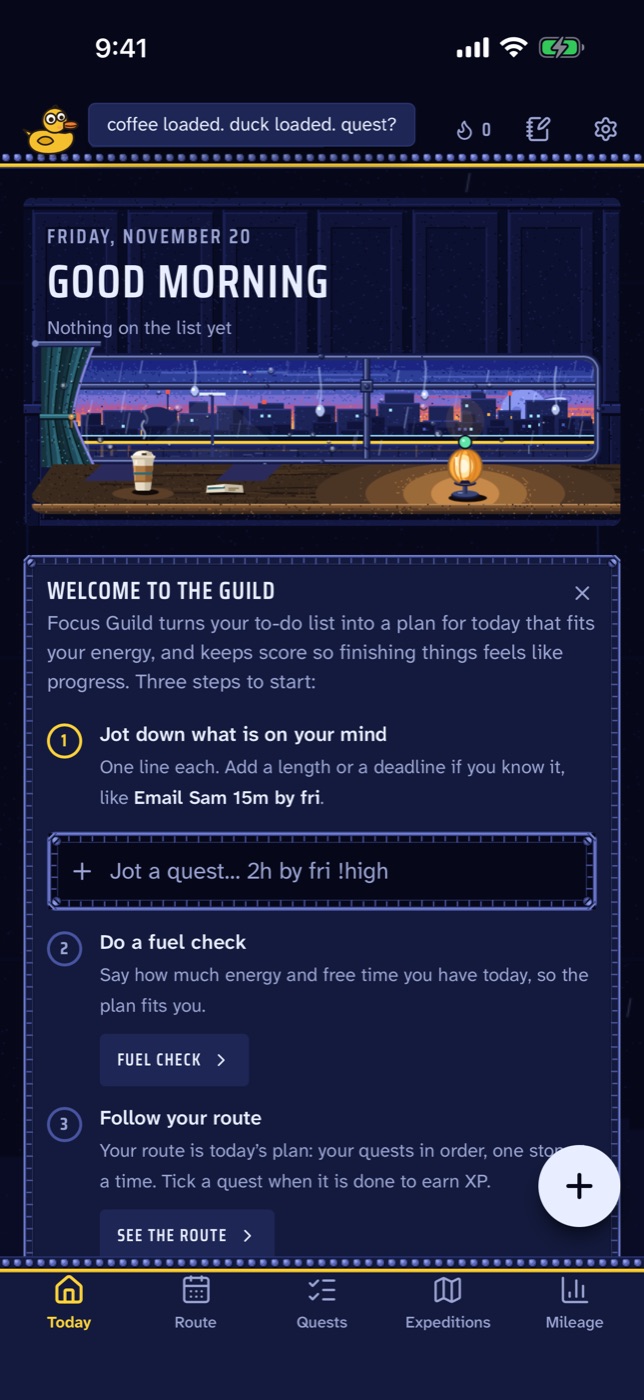 9:41
coffee loaded. duck loaded. quest?
0
FRIDAY, NOVEMBER 20
GOOD MORNING
Nothing on the list yet
WELCOME TO THE GUILD
Focus Guild turns your to-do list into a plan for today that fits
your energy, and keeps score so finishing things feels like
progress. Three steps to start:
1
Jot down what is on your mind
One line each. Add a length or a deadline if you know it,
like Email Sam 15m by fri.
Jot a quest... 2h by fri !high
2
Do a fuel check
Say how much energy and free time you have today, so the
plan fits you.
FUEL CHECK
3
Follow your route
Your route is today's plan: your quests in order, one
a time. Tick a quest when it is done to earn XP.
SEE THE ROUTE
Today
Route
Quests
Expeditions
Mileage